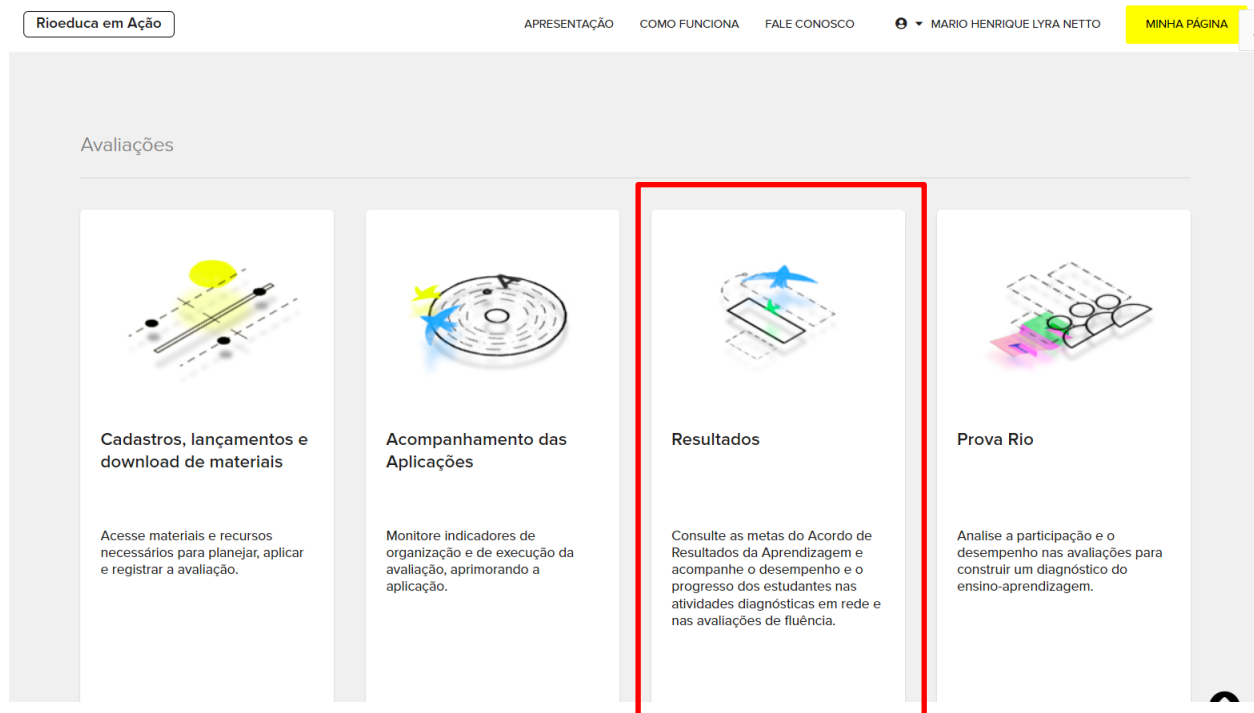 Rioeduca em Ação
APRESENTAÇÃO
COMO FUNCIONA
FALE CONOSCO
MARIO HENRIQUE LYRA NETTO
MINHA PÁGINA
Avaliações
Cadastros, lançamentos e
download de materiais
Acesse materiais e recursos
necessários para planejar, aplicar
e registrar a avaliação.
Acompanhamento das
Aplicações
Monitore indicadores de
organização e de execução da
avaliação, aprimorando a
aplicação.
Resultados
Consulte as metas do Acordo de
Resultados da Aprendizagem e
acompanhe o desempenho e o
progresso dos estudantes nas
atividades diagnósticas em rede e
nas avaliações de fluência.
Prova Rio
Analise a participação e o
desempenho nas avaliações para
construir um diagnóstico do
ensino-aprendizagem.